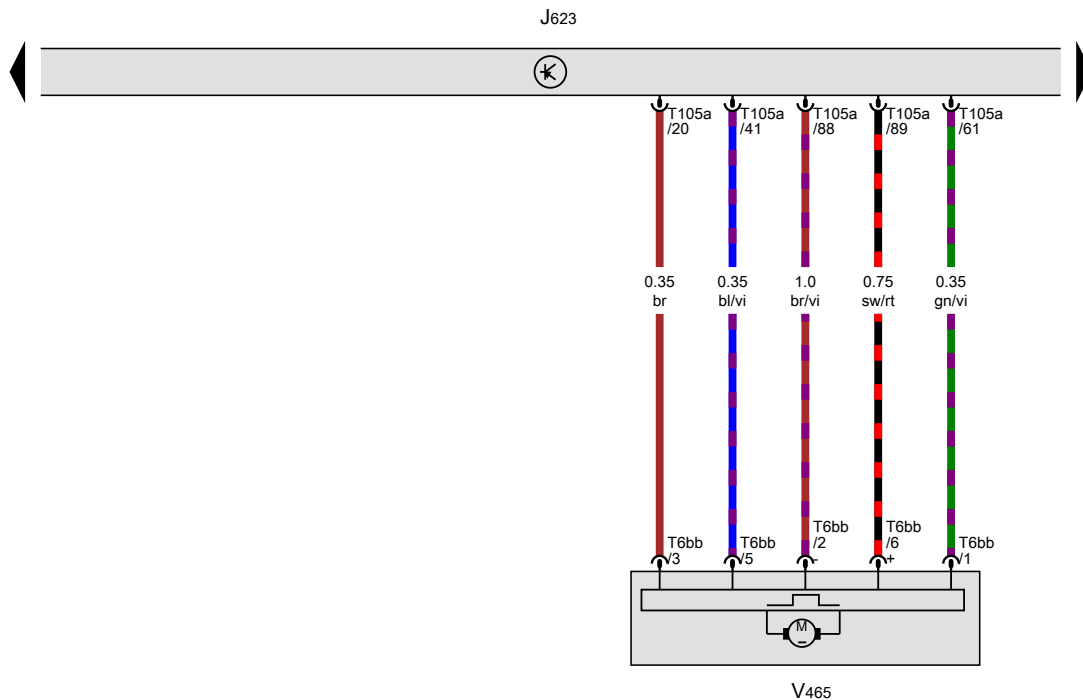 J623
T105a /20
T105a /41
T105a /88
T105a /89
T105a /61
0.35 br
0.35 bl/vi
1.0 br/vi
0.75 sw/rt
0.35 gn/vi
T6bb /3
T6bb /5
T6bb /2 -
T6bb /6 +
T6bb /1
M
V465